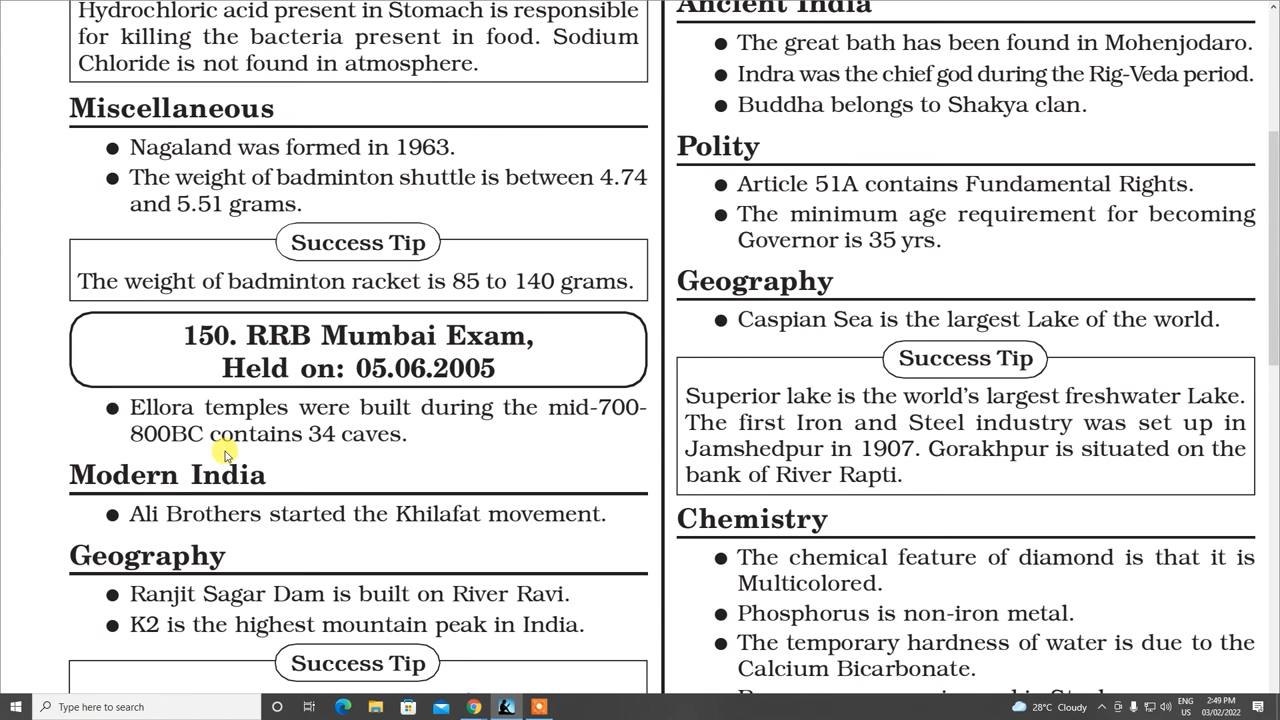 Hydrochloric acid present in Stomach is responsible
for killing the bacteria present in food. Sodium
Chloride is not found in atmosphere.
Miscellaneous
● Nagaland was formed in 1963.
● The weight of badminton shuttle is between 4.74
and 5.51 grams.
Success Tip
The weight of badminton racket is 85 to 140 grams.
150. RRB Mumbai Exam,
Held on: 05.06.2005
● Ellora temples were built during the mid-700-
800BC contains 34 caves.
Modern India
● Ali Brothers started the Khilafat movement.
Geography
● Ranjit Sagar Dam is built on River Ravi.
● K2 is the highest mountain peak in India.
Success Tip
Ancient India
● The great bath has been found in Mohenjodaro.
● Indra was the chief god during the Rig-Veda period.
● Buddha belongs to Shakya clan.
Polity
● Article 51A contains Fundamental Rights.
● The minimum age requirement for becoming
Governor is 35 yrs.
Geography
● Caspian Sea is the largest Lake of the world.
Success Tip
Superior lake is the world's largest freshwater Lake.
The first Iron and Steel industry was set up in
Jamshedpur in 1907. Gorakhpur is situated on the
bank of River Rapti.
Chemistry
● The chemical feature of diamond is that it is
Multicolored.
● Phosphorus is non-iron metal.
● The temporary hardness of water is due to the
Calcium Bicarbonate.
Type here to search
28°C Cloudy
ENG
US
2:49 PM
03/02/2022